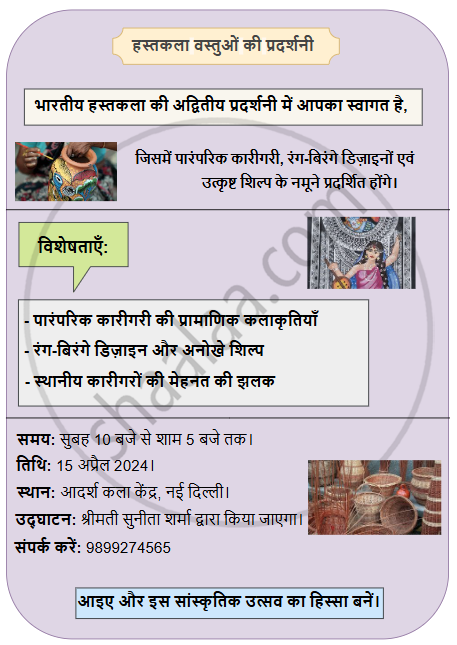 हस्तकला वस्तुओं की प्रदर्शनी
भारतीय हस्तकला की अद्वितीय प्रदर्शनी में आपका स्वागत है,
जिसमें पारंपरिक कारीगरी, रंग-बिरंगे डिज़ाइनों एवं
उत्कृष्ट शिल्प के नमूने प्रदर्शित होंगे।
विशेषताएँ:
- पारंपरिक कारीगरी की प्रामाणिक कलाकृतियाँ
- रंग-बिरंगे डिज़ाइन और अनोखे शिल्प
- स्थानीय कारीगरों की मेहनत की झलक
समय: सुबह 10 बजे से शाम 5 बजे तक।
तिथि: 15 अप्रैल 2024।
स्थान: आदर्श कला केंद्र, नई दिल्ली।
उद्घाटन: श्रीमती सुनीता शर्मा द्वारा किया जाएगा।
संपर्क करें: 9899274565
आइए और इस सांस्कृतिक उत्सव का हिस्सा बनें।
shaalaa.com